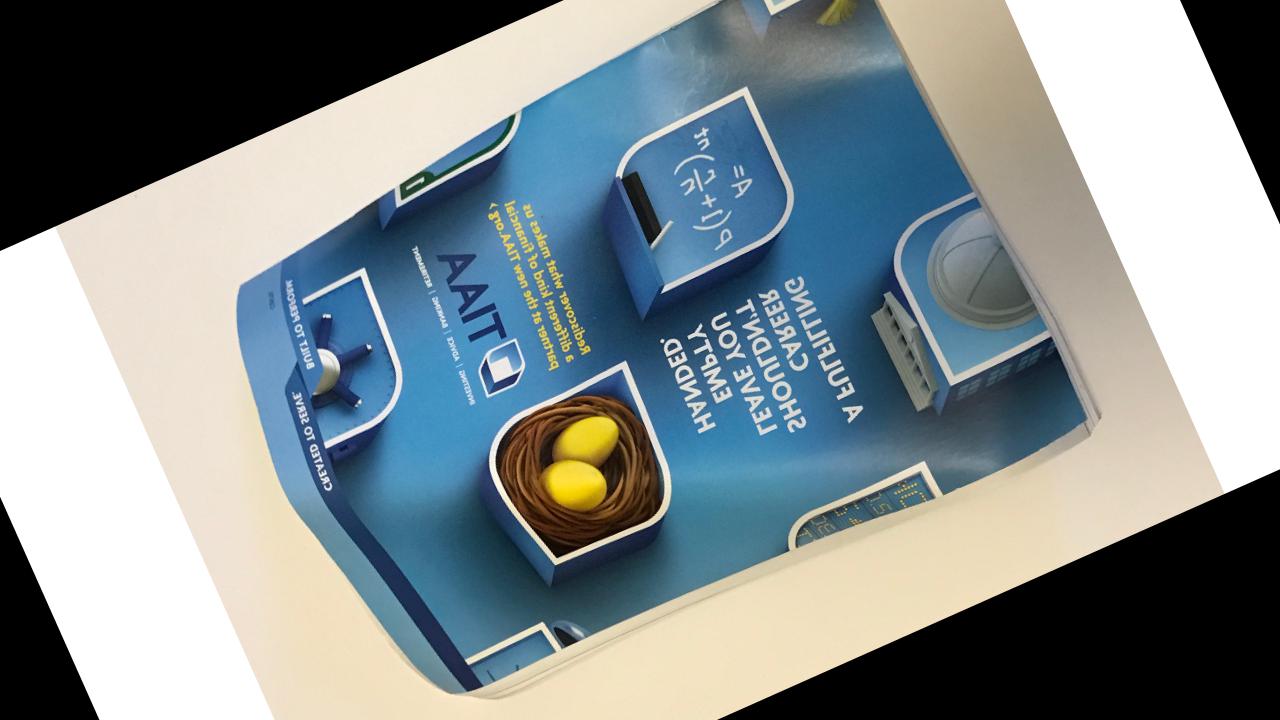 A FULFILLING
CAREER
SHOULDN'T
LEAVE YOU
EMPTY
HANDED.
A=
P(1+r/n)nt
Rediscover what makes us
a different kind of financial
partner at the new TIAA.org›
TIAA
INVESTING | ADVICE | BANKING | RETIREMENT
CREATED TO SERVE.
BUILT TO PERFORM.